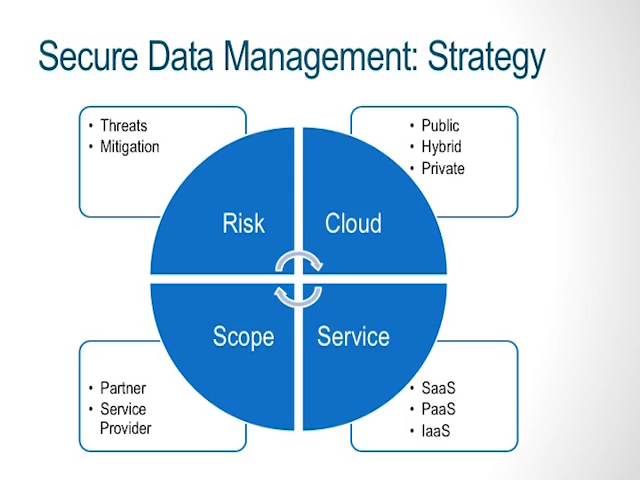 Secure Data Management: Strategy
• Threats
• Mitigation
• Public
• Hybrid
• Private
Risk
Cloud
Scope
Service
• Partner
• Service
Provider
• SaaS
• PaaS
• IaaS